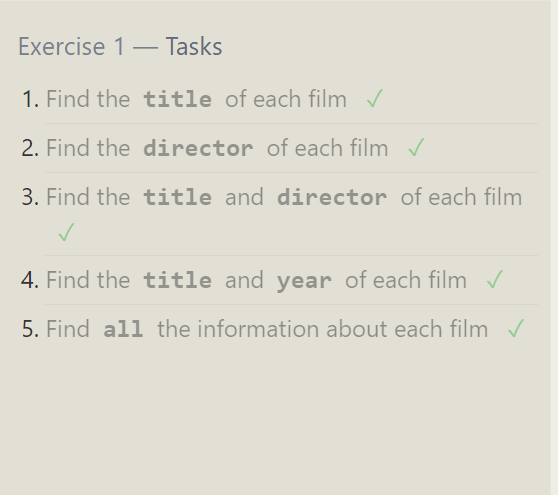 Exercise 1 — Tasks
1. Find the title of each film ✓
2. Find the director of each film ✓
3. Find the title and director of each film
✓
4. Find the title and year of each film ✓
5. Find all the information about each film ✓